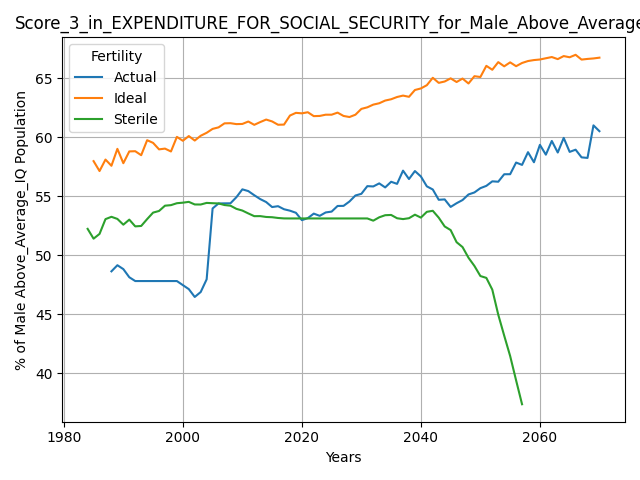 Score_3_in_EXPENDITURE_FOR_SOCIAL_SECURITY_for_Male_Above_Average
Fertility
Actual
Ideal
Sterile
% of Male Above_Average_IQ Population
65
60
55
50
45
40
1980 2000 2020 2040 2060
Years